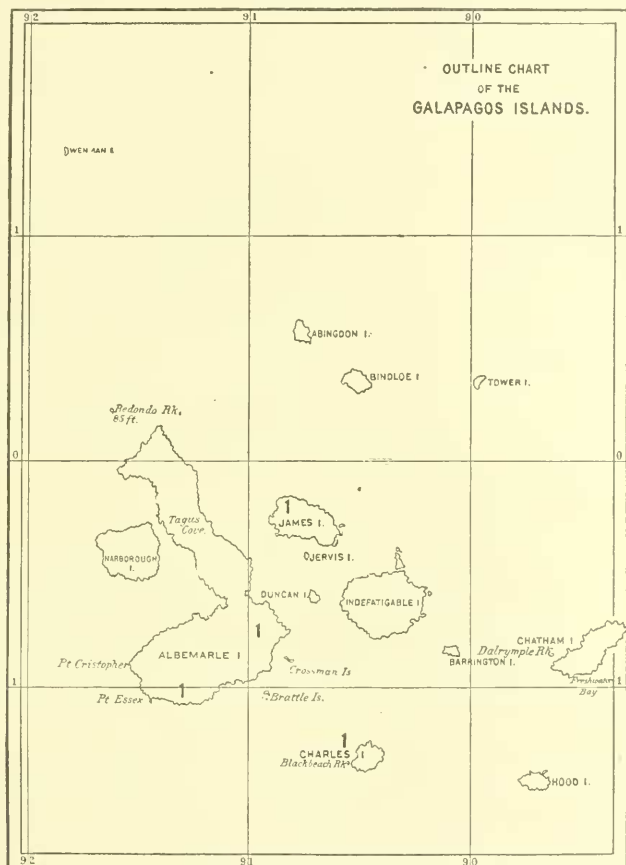 92 91 90
OUTLINE CHART
OF THE
GALAPAGOS ISLANDS.
WENMAN I.
1 1
ABINGDON I.
BINDLOE I
TOWER I.
Redondo Rk.
85 ft.
0 0
1
JAMES I.
Tagus
Cove.
JERVIS I.
NARBOROUGH
I.
DUNCAN I.
INDEFATIGABLE I
1
CHATHAM I
Dalrymple Rk
ALBEMARLE I
BARRINGTON I.
Pt Cristopher
Crossman Is
Freshwater
Bay
1 1
1
Pt Essex
Brattle Is.
1
CHARLES I
Blackbeach Rk
HOOD I.
92 91 90